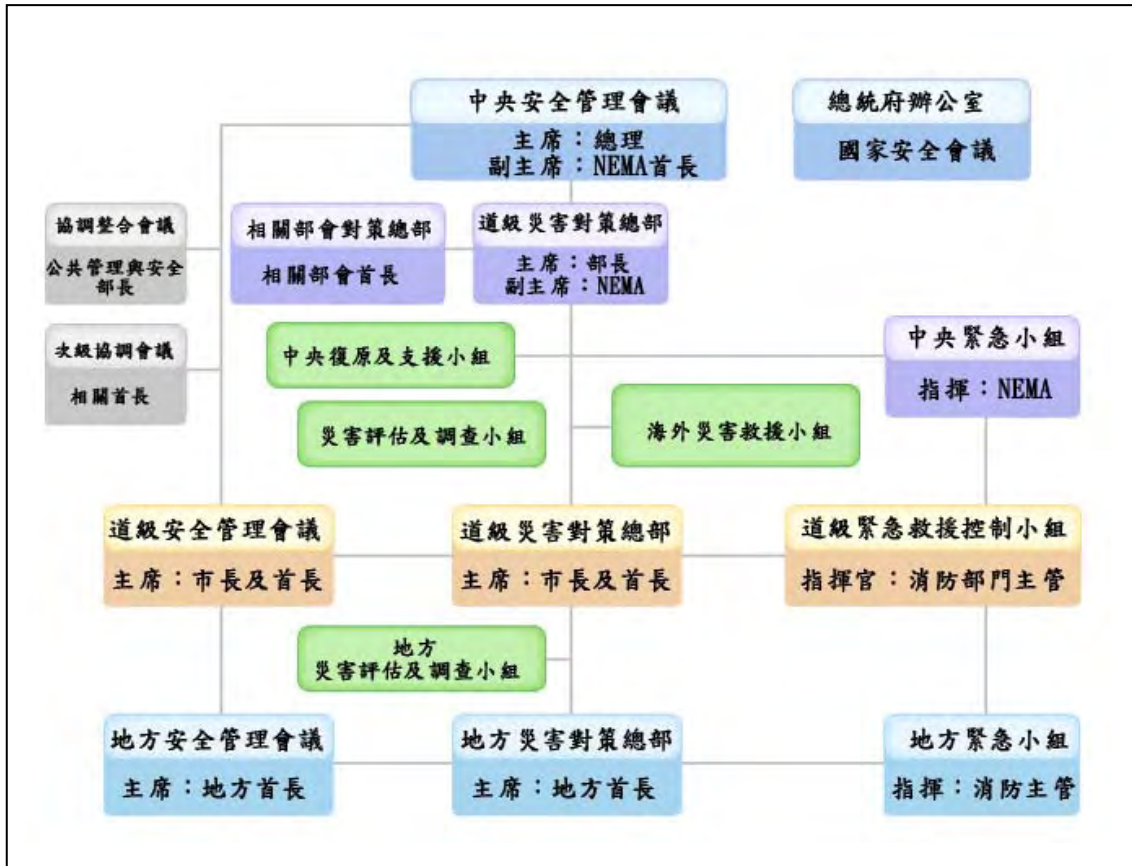 中央安全管理會議
主席：總理
副主席：NEMA首長
總統府辦公室
國家安全會議
協調整合會議
公共管理與安全
部長
相關部會對策總部
相關部會首長
道級災害對策總部
主席：部長
副主席：NEMA
次級協調會議
相關首長
中央復原及支援小組
中央緊急小組
指揮：NEMA
災害評估及調查小組
海外災害救援小組
道級安全管理會議
主席：市長及首長
道級災害對策總部
主席：市長及首長
道級緊急救援控制小組
指揮官：消防部門主管
地方
災害評估及調查小組
地方安全管理會議
主席：地方首長
地方災害對策總部
主席：地方首長
地方緊急小組
指揮：消防主管